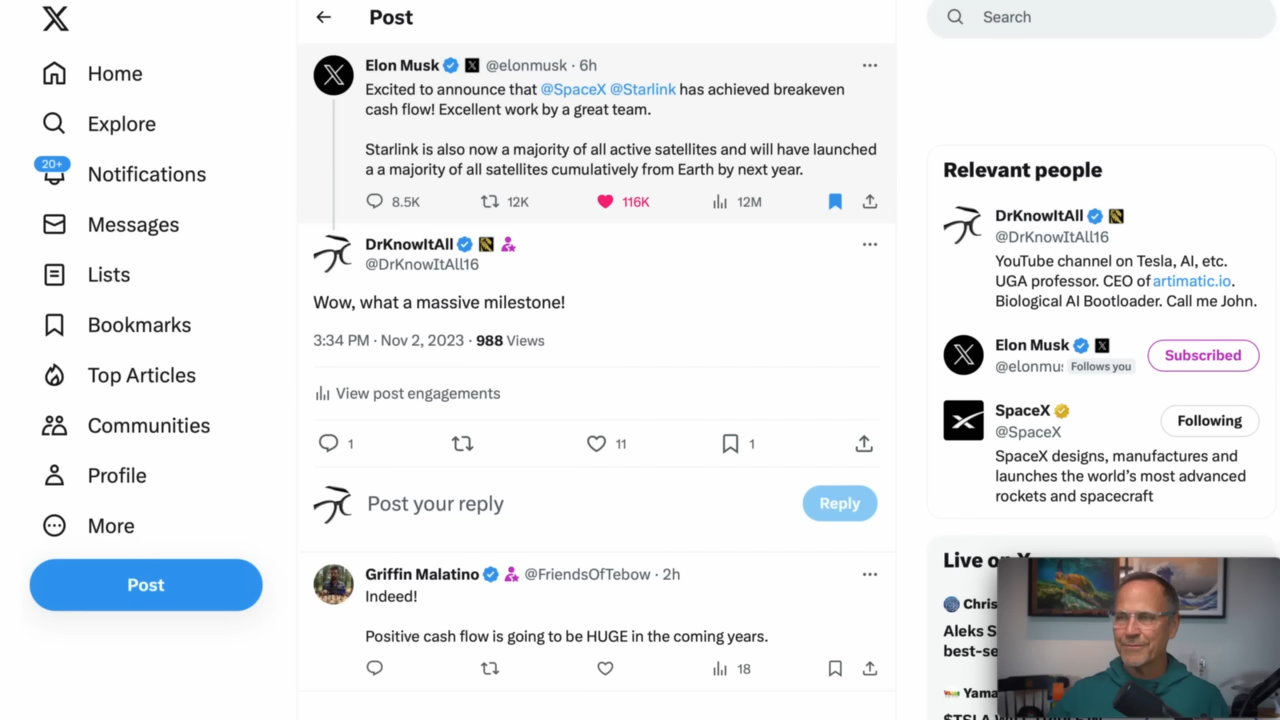 Post
Search
Home
Explore
20+
Notifications
Messages
Lists
Bookmarks
Top Articles
Communities
Profile
More
Post
Elon Musk @elonmusk · 6h
Excited to announce that @SpaceX @Starlink has achieved breakeven
cash flow! Excellent work by a great team.
Starlink is also now a majority of all active satellites and will have launched
a a majority of all satellites cumulatively from Earth by next year.
8.5K 12K 116K 12M
DrKnowItAll
@DrKnowItAll16
Wow, what a massive milestone!
3:34 PM · Nov 2, 2023 · 988 Views
View post engagements
1 11 1
Post your reply
Reply
Griffin Malatino @FriendsOfTebow · 2h
Indeed!
Positive cash flow is going to be HUGE in the coming years.
18
Relevant people
DrKnowItAll
@DrKnowItAll16
YouTube channel on Tesla, AI, etc.
UGA professor. CEO of artimatic.io.
Biological AI Bootloader. Call me John.
Elon Musk
@elonmu: Follows you
Subscribed
SpaceX
@SpaceX
Following
SpaceX designs, manufactures and
launches the world's most advanced
rockets and spacecraft
Live on
Chris
Aleks S
best-se
Yama